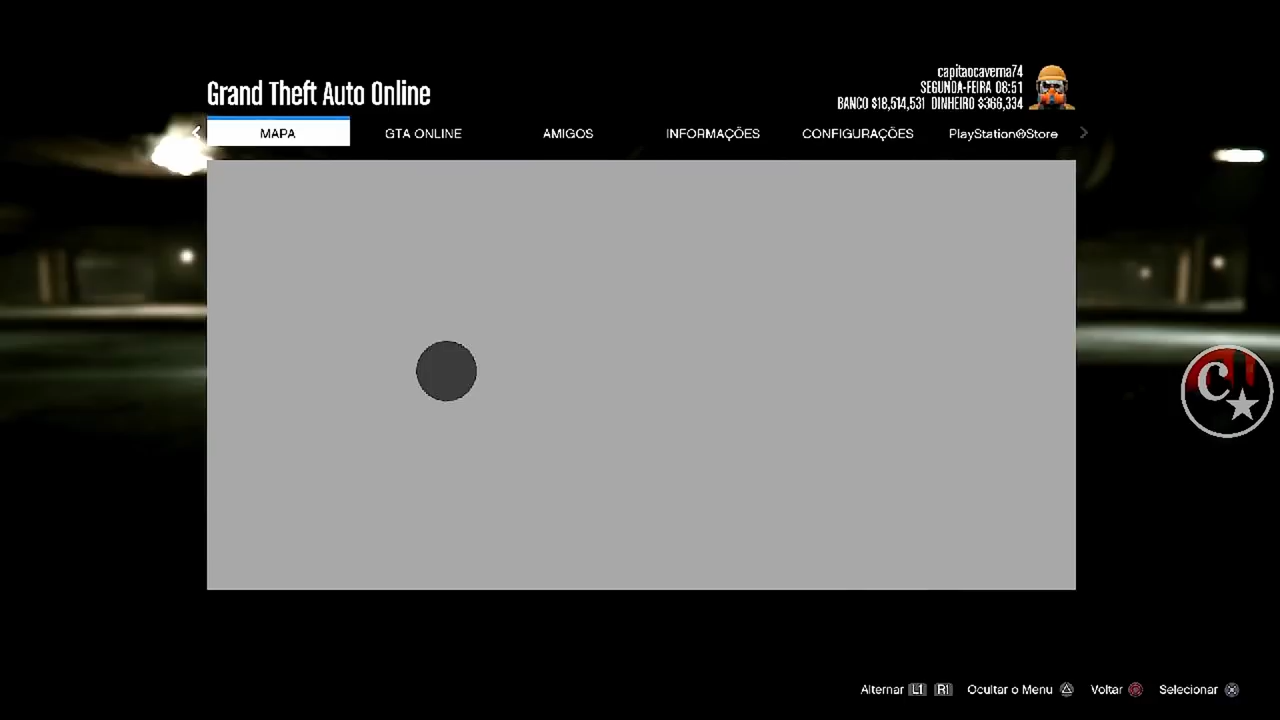 capitaocaverna74
Grand Theft Auto Online
SEGUNDA-FEIRA 08:51
BANCO $18,514,531 DINHEIRO $366,334
MAPA GTA ONLINE AMIGOS INFORMAÇÕES CONFIGURAÇÕES PlayStation®Store
C
Alternar L1 R1 Ocultar o Menu Voltar Selecionar